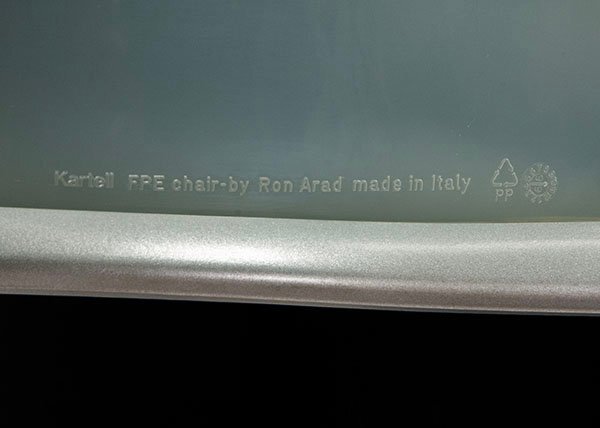 Kartell FPE chair-by Ron Arad made in Italy
PP